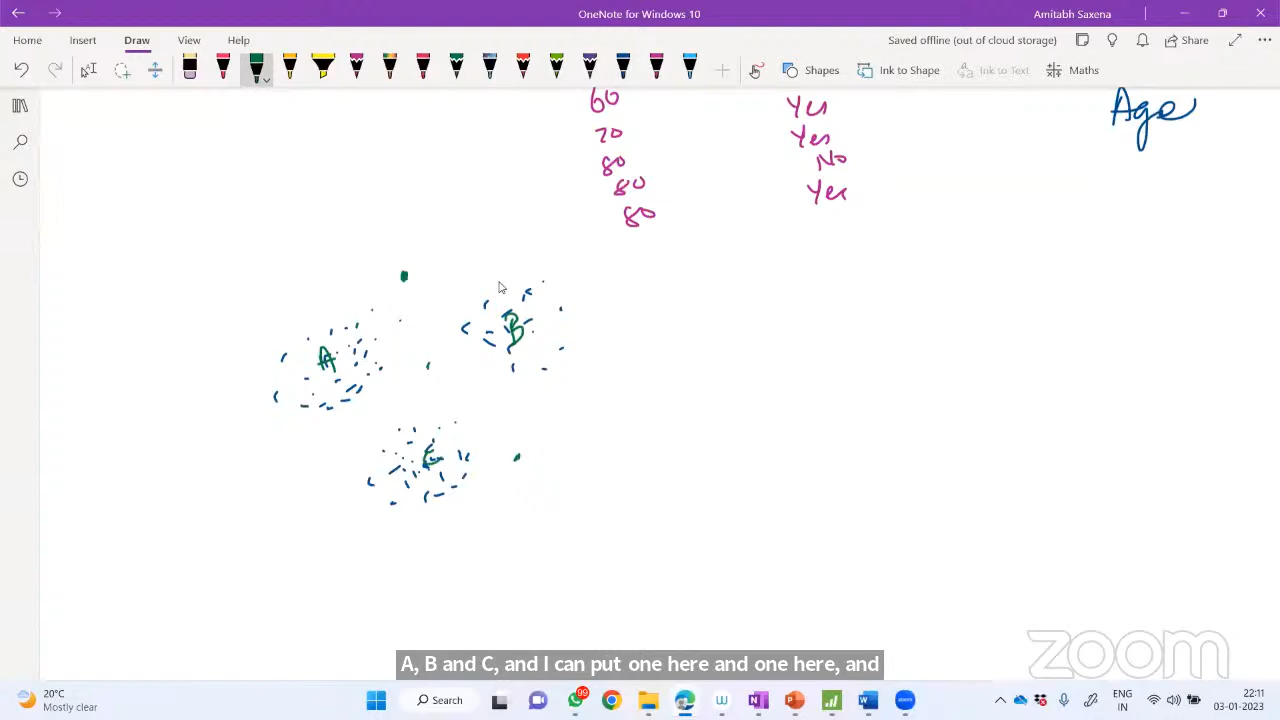 OneNote for Windows 10
Amitabh Saxena
Home Insert Draw View Help
Saved offline (out of cloud storage)
Share
Shapes
Ink to Shape
Ink to Text
Maths
60 Yes
70 Yes
80 No
80 Yes
80
Age
A
B
C
zoom
A, B and C, and I can put one here and one here, and
20°C
Mostly clear
Search
99
ENG
IN
22:11
03-01-2023